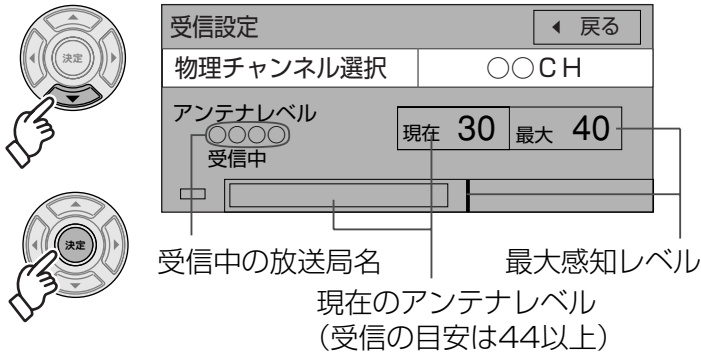 受信設定
◀ 戻る
物理チャンネル選択
○○CH
アンテナレベル
○○○○
受信中
現在 30
最大 40
決定
決定
受信中の放送局名
最大感知レベル
現在のアンテナレベル
（受信の目安は44以上）